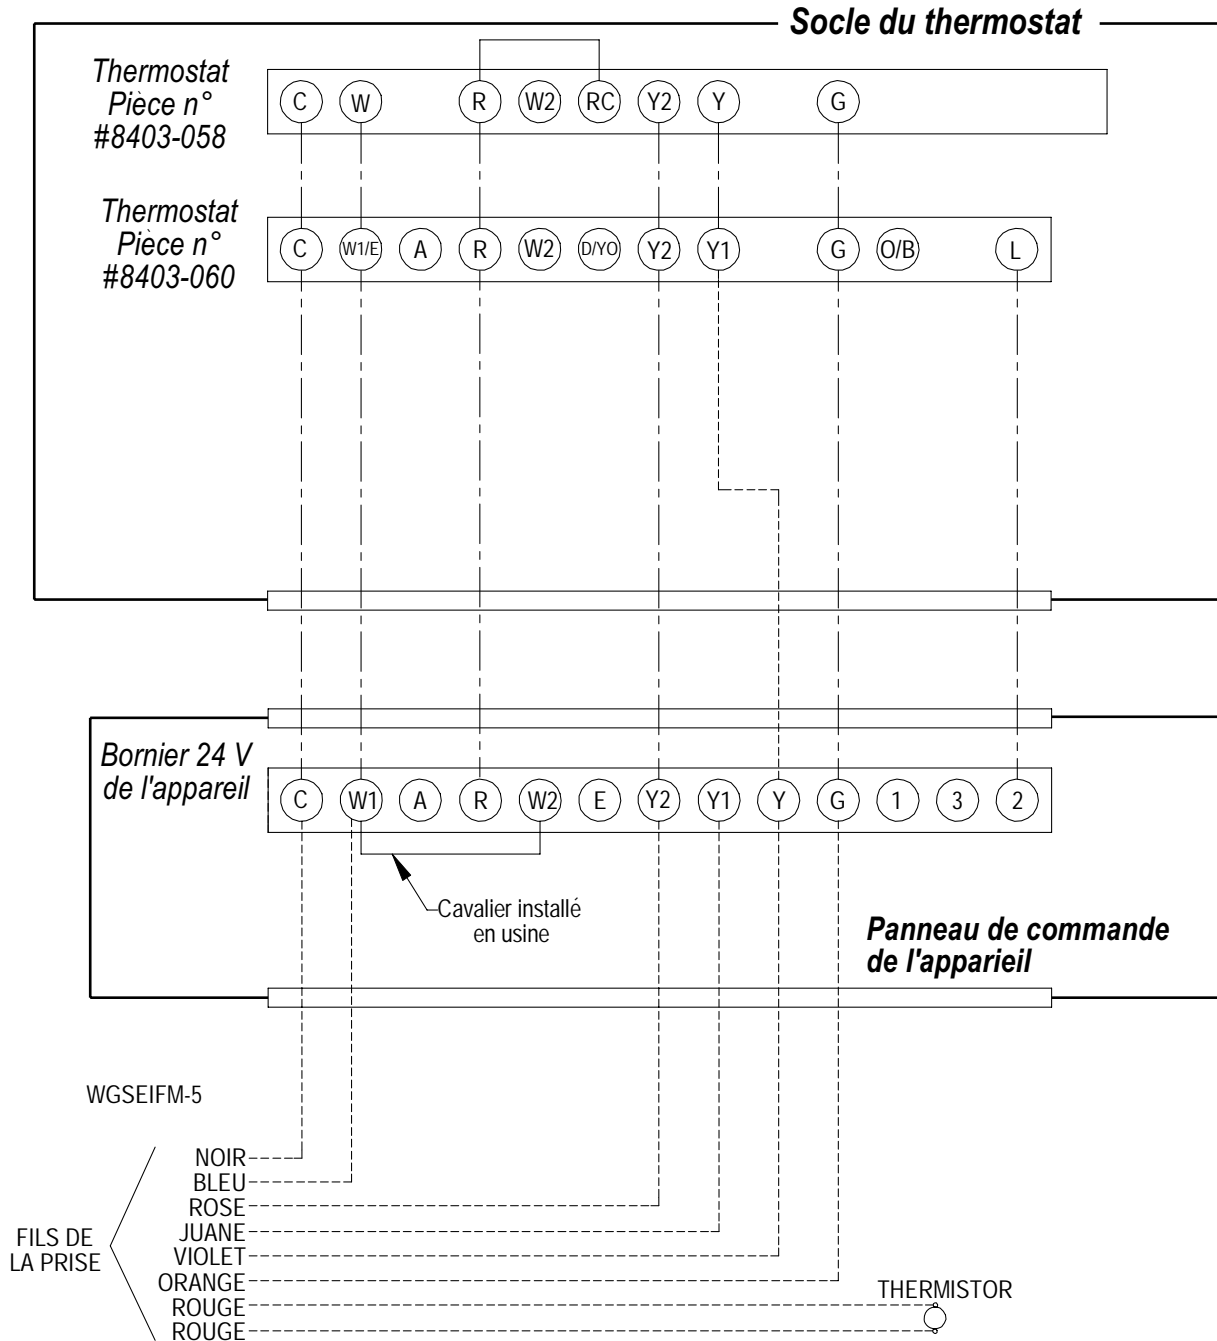 Socle du thermostat
Thermostat
Pièce n°
#8403-058
C W R W2 RC Y2 Y G
Thermostat
Pièce n°
#8403-060
C W1/E A R W2 D/YO Y2 Y1 G O/B L
Bornier 24 V
de l'appareil
C W1 A R W2 E Y2 Y1 Y G 1 3 2
Cavalier installé
en usine
Panneau de commande
de l'apparieil
WGSEIFM-5
FILS DE
LA PRISE
NOIR
BLEU
ROSE
JUANE
VIOLET
ORANGE
ROUGE
ROUGE
THERMISTOR